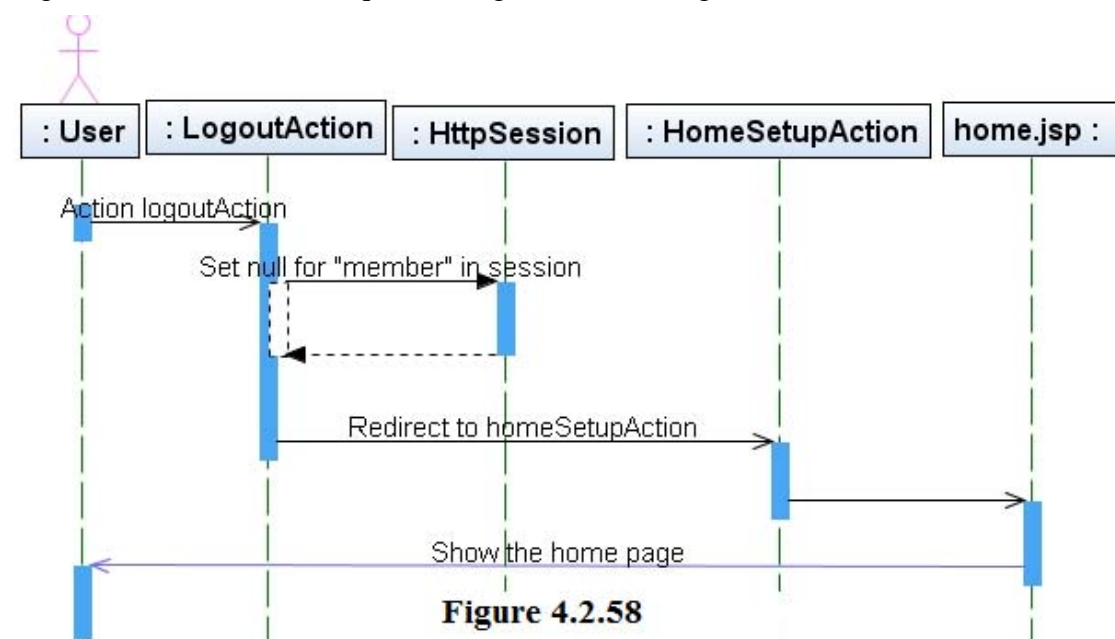 : User
: LogoutAction
: HttpSession
: HomeSetupAction
home.jsp :
Action logoutAction
Set null for "member" in session
Redirect to homeSetupAction
Show the home page
Figure 4.2.58